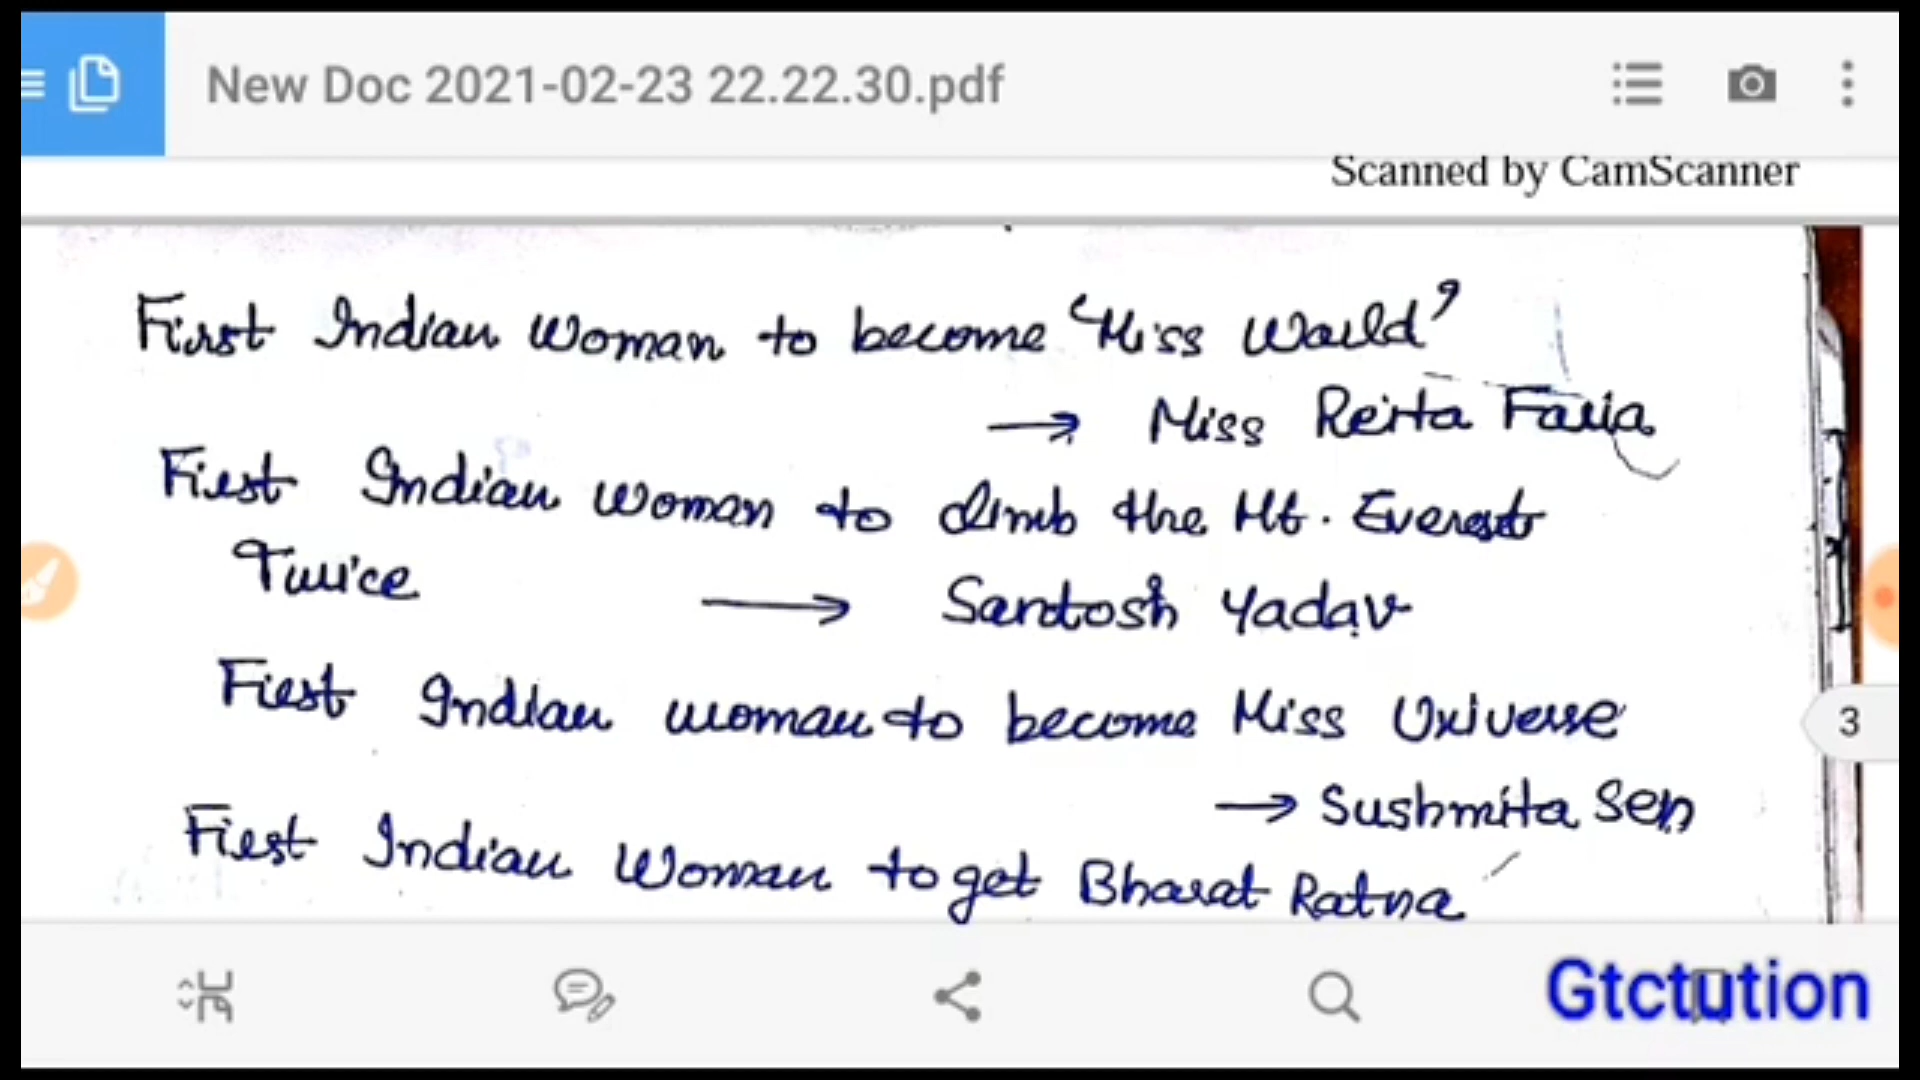 New Doc 2021-02-23 22.22.30.pdf
Scanned by CamScanner
First Indian Woman to become 'Miss World'
→ Miss Reita Faria
First Indian Woman to climb the Mt. Everest
Twice → Santosh Yadav
First Indian woman to become Miss Universe
3
→ Sushmita Sen
First Indian Woman to get Bharat Ratna
Gtctution